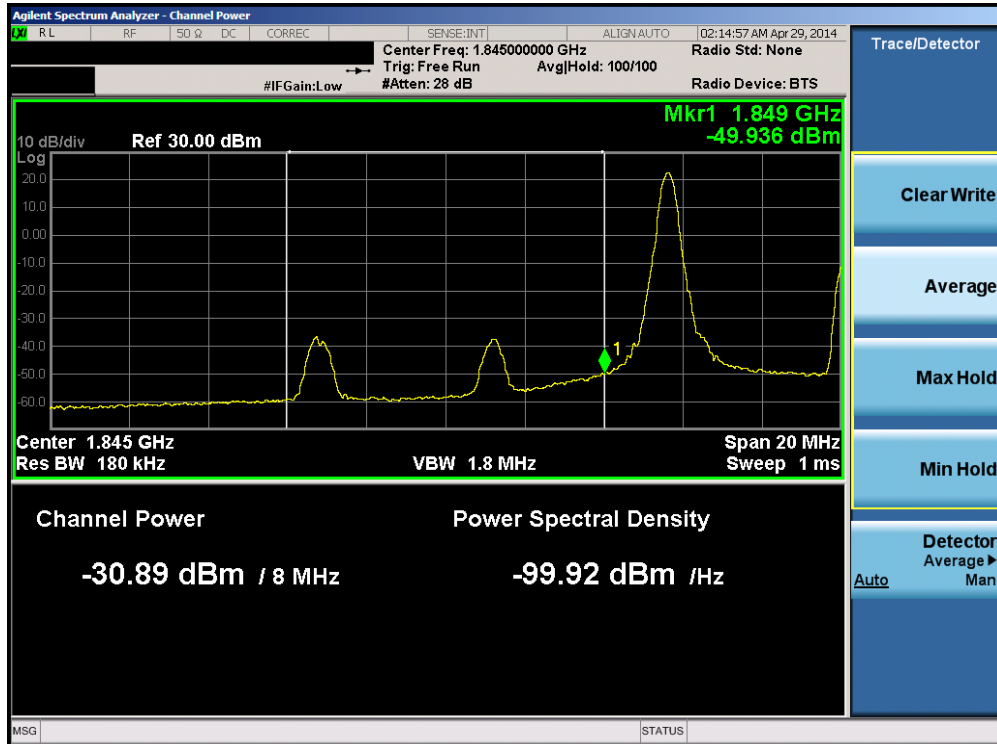 Agilent Spectrum Analyzer - Channel Power
LXI RL RF 50 Ω DC CORREC SENSE:INT ALIGN AUTO 02:14:57 AM Apr 29, 2014
Center Freq: 1.845000000 GHz Radio Std: None
Trig: Free Run Avg|Hold: 100/100
#IFGain:Low #Atten: 28 dB Radio Device: BTS
Trace/Detector
Mkr1 1.849 GHz
10 dB/div Ref 30.00 dBm -49.936 dBm
Log
20.0
10.0
0.00
-10.0
-20.0
-30.0
-40.0
1
-50.0
-60.0
Center 1.845 GHz Span 20 MHz
Res BW 180 kHz VBW 1.8 MHz Sweep 1 ms
Channel Power Power Spectral Density
-30.89 dBm / 8 MHz -99.92 dBm /Hz
Clear Write
Average
Max Hold
Min Hold
Detector
Average
Auto Man
MSG STATUS